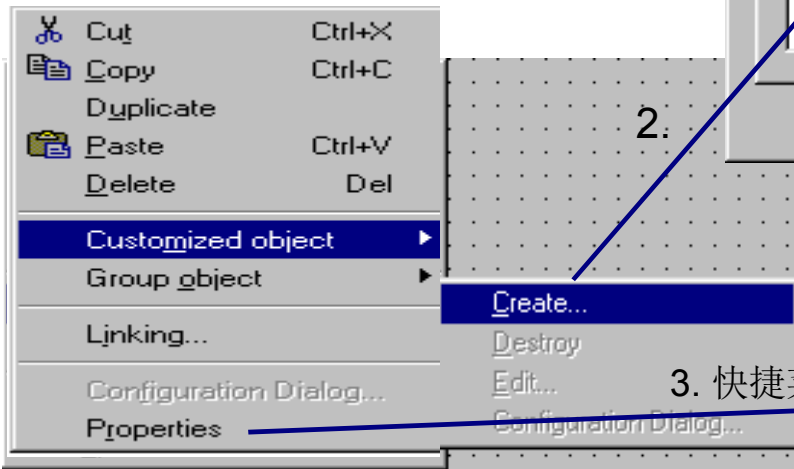 Cut Ctrl+X
Copy Ctrl+C
Duplicate
Paste Ctrl+V
Delete Del
Customized object
Group object
Linking...
Configuration Dialog...
Properties
2.
Create...
Destroy
Edit...
3. 快捷
Configuration Dialog...